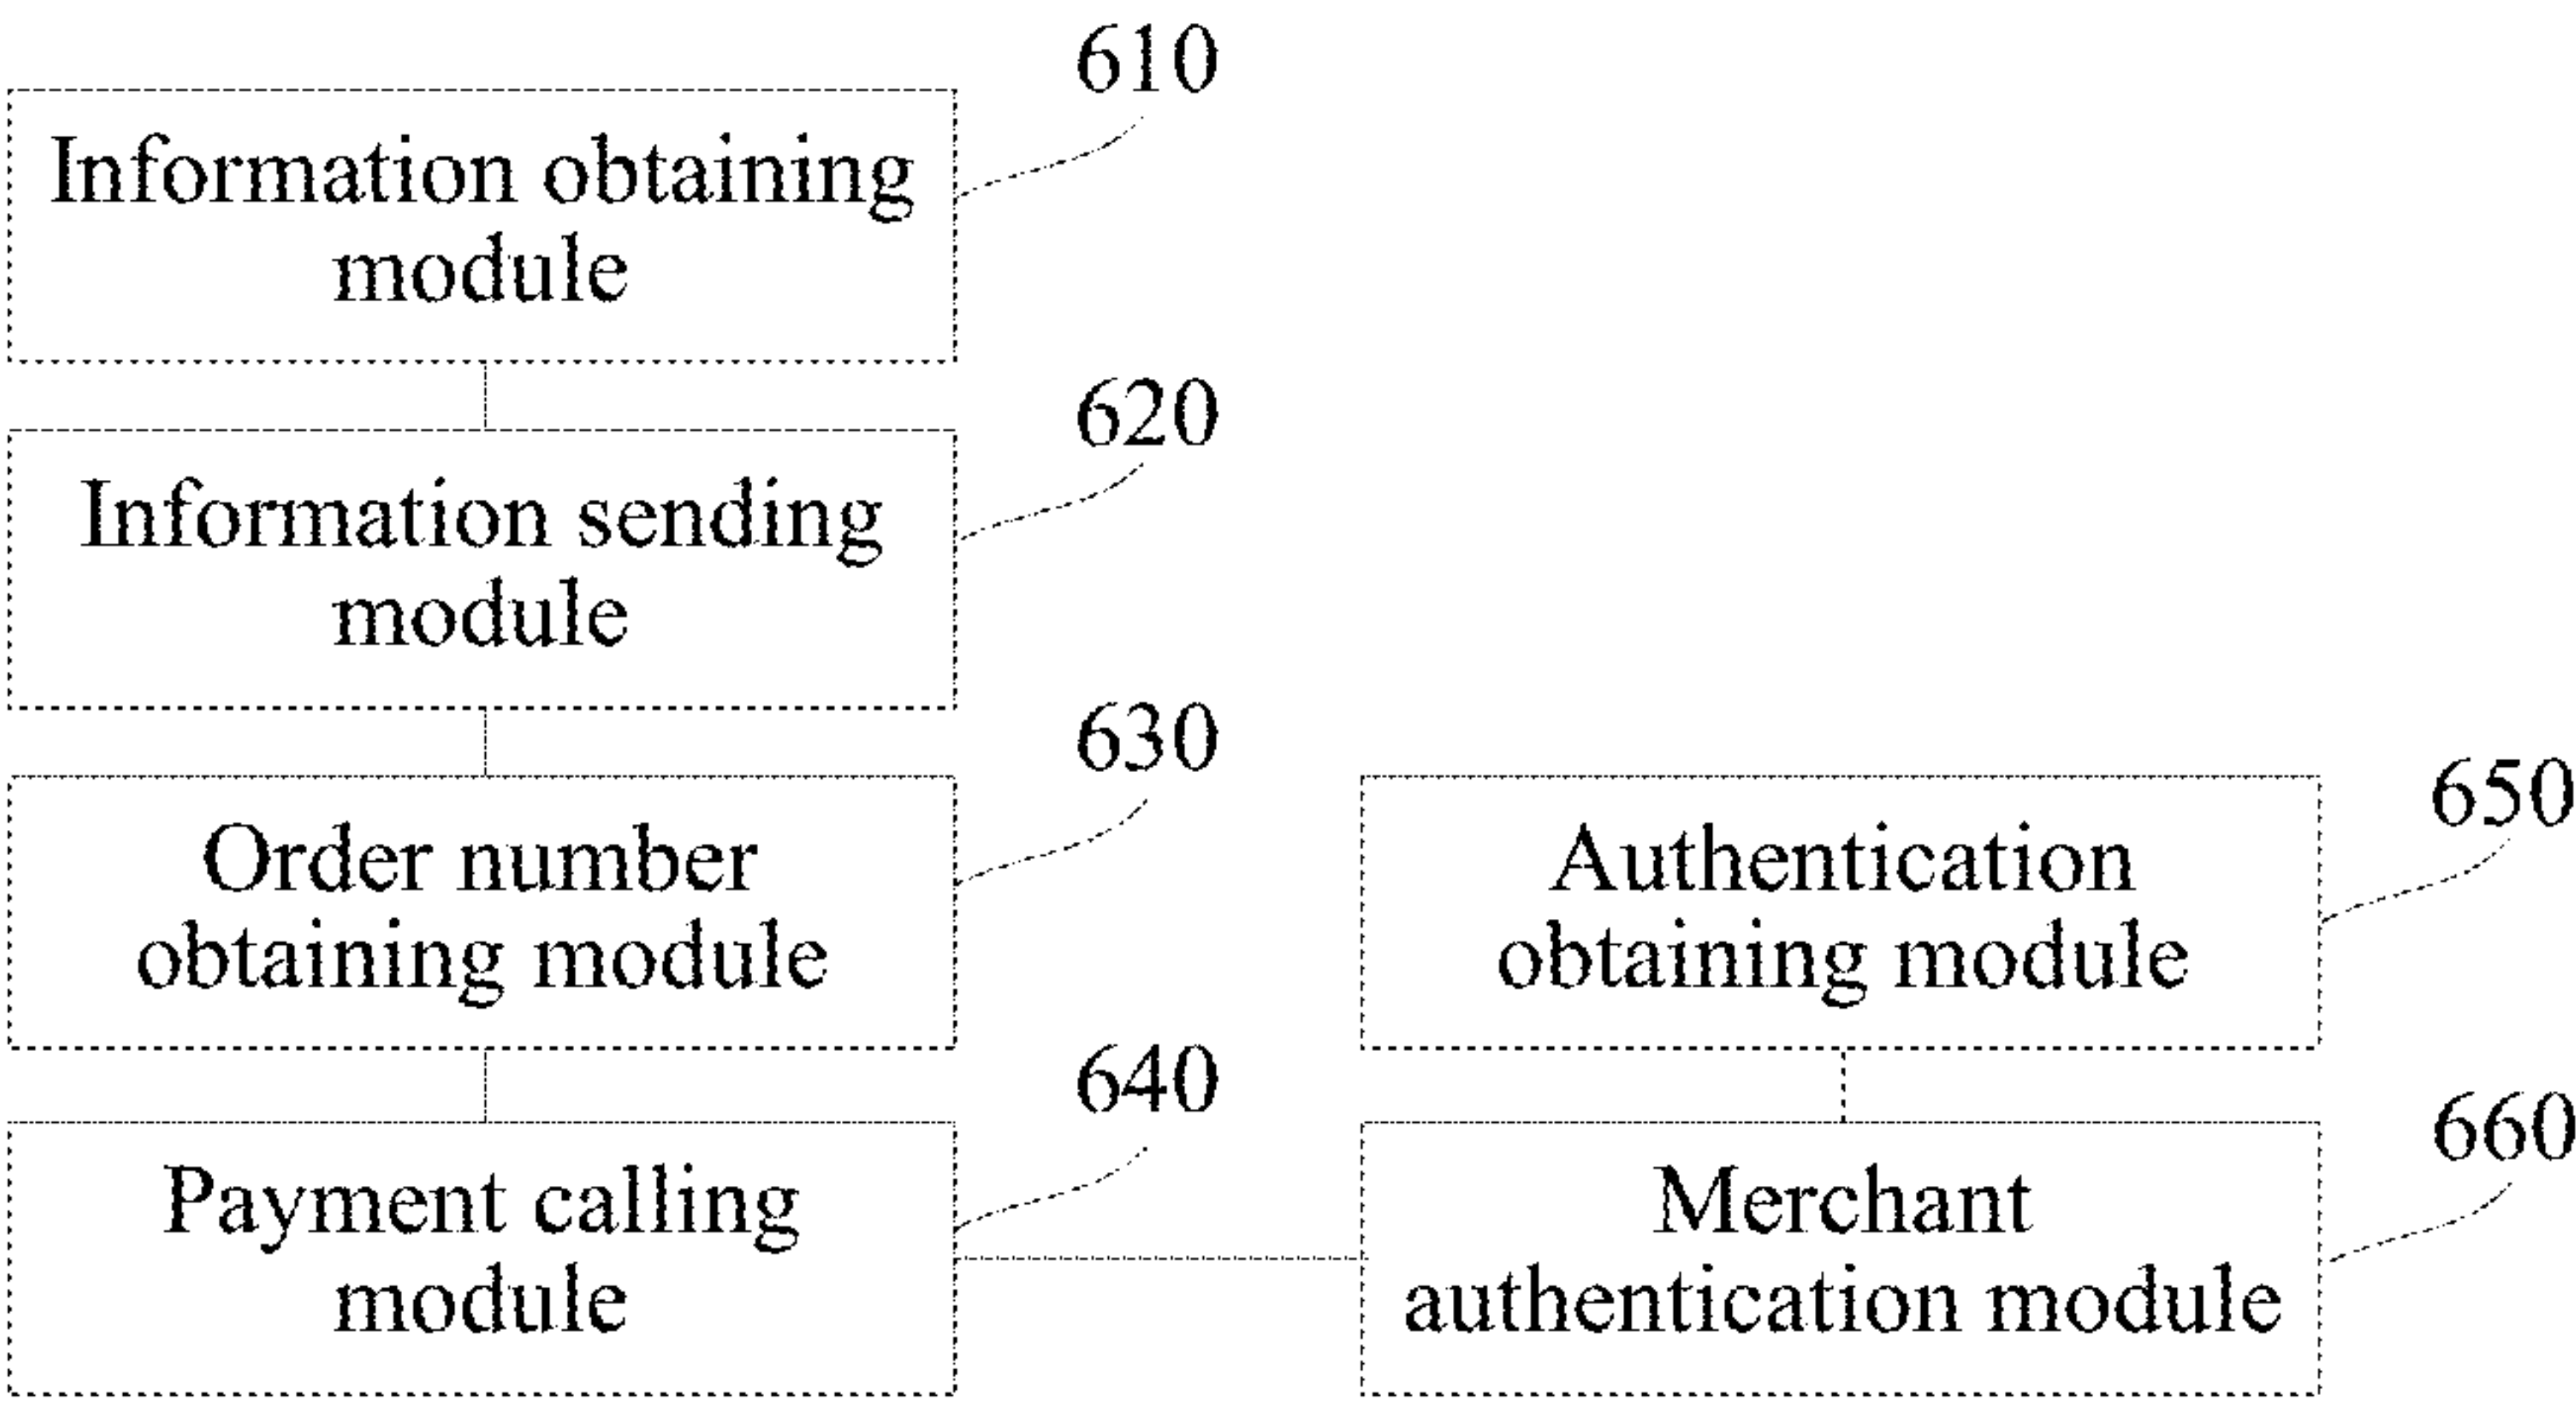 610
Information obtaining
module
620
Information sending
module
630
Order number
obtaining module
650
Authentication
obtaining module
640
Payment calling
module
660
Merchant
authentication module